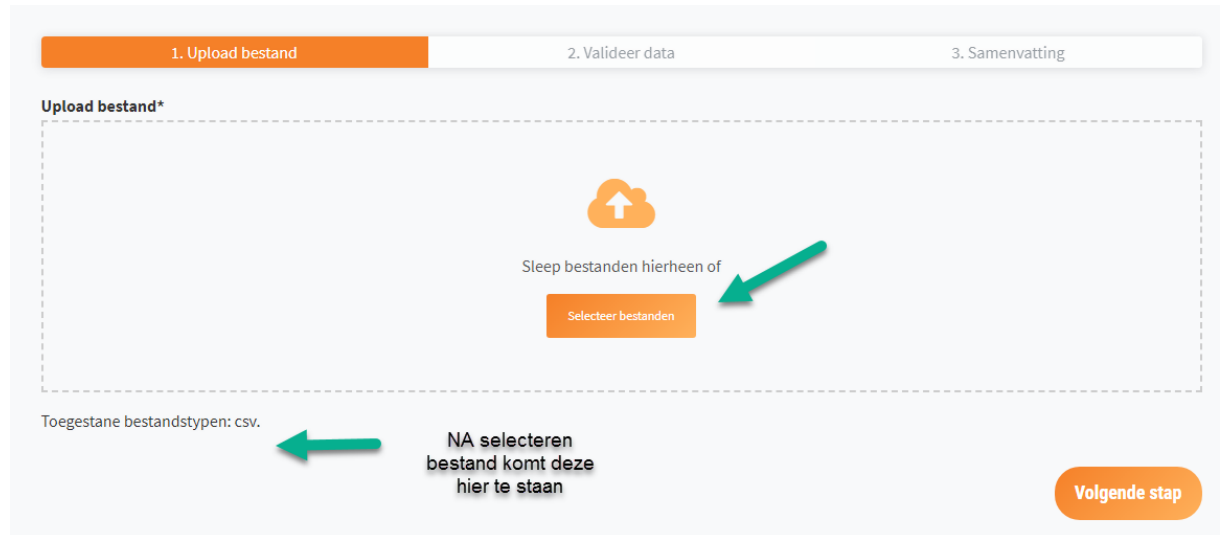 1. Upload bestand
2. Valideer data
3. Samenvatting
Upload bestand*
Sleep bestanden hierheen of
Selecteer bestanden
Toegestane bestandstypen: csv.
NA selecteren
bestand komt deze
hier te staan
Volgende stap